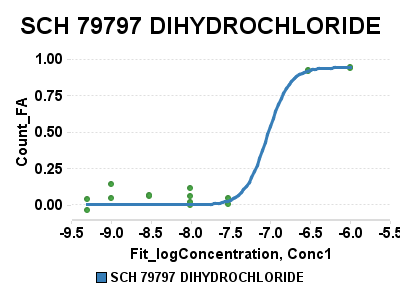 SCH 79797 DIHYDROCHLORIDE
Count_FA
1.00
0.75
0.50
0.25
0.00
-9.5 -9.0 -8.5 -8.0 -7.5 -7.0 -6.5 -6.0 -5.5
Fit_logConcentration, Conc1
SCH 79797 DIHYDROCHLORIDE